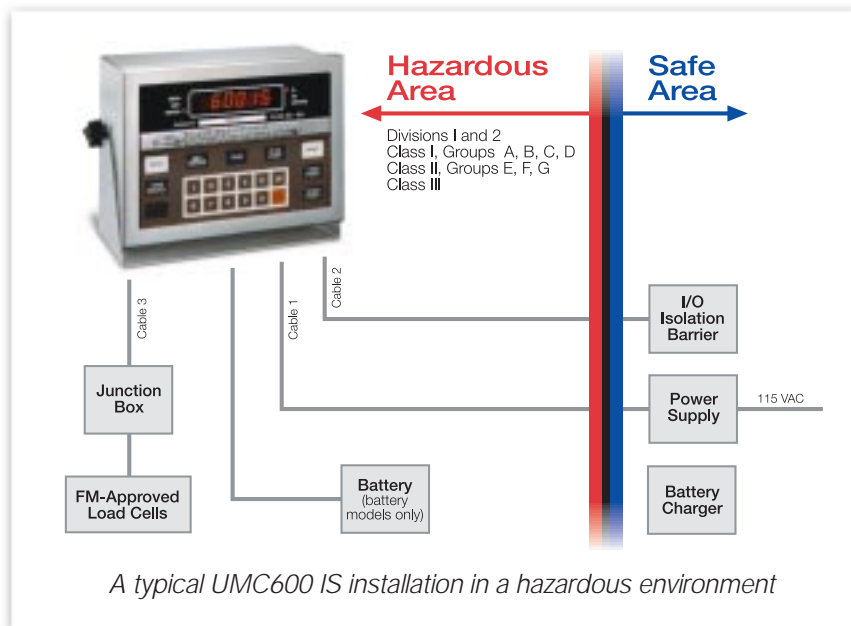 600IS
Hazardous
Area
Safe
Area
Divisions I and 2
Class I, Groups A, B, C, D
Class II, Groups E, F, G
Class III
Cable 3
Cable 1
Cable 2
I/O
Isolation
Barrier
Junction
Box
Power
Supply
115 VAC
FM-Approved
Load Cells
Battery
(battery
models only)
Battery
Charger
A typical UMC600 IS installation in a hazardous environment